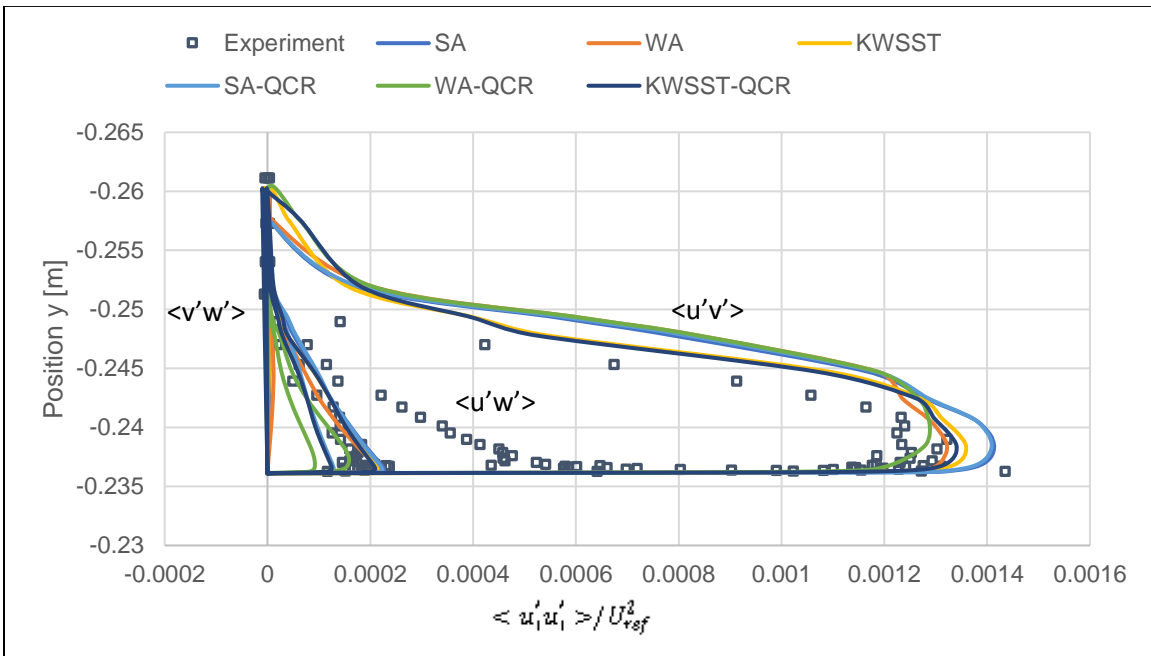 Experiment SA WA KWSST
SA-QCR WA-QCR KWSST-QCR
-0.265
-0.26
-0.255
-0.25
-0.245
-0.24
-0.235
-0.23
Position y [m]
<v'w'>
<u'v'>
<u'w'>
-0.0002 0 0.0002 0.0004 0.0006 0.0008 0.001 0.0012 0.0014 0.0016
< u'ᵢu'ᵢ >/U²ᵣₑf